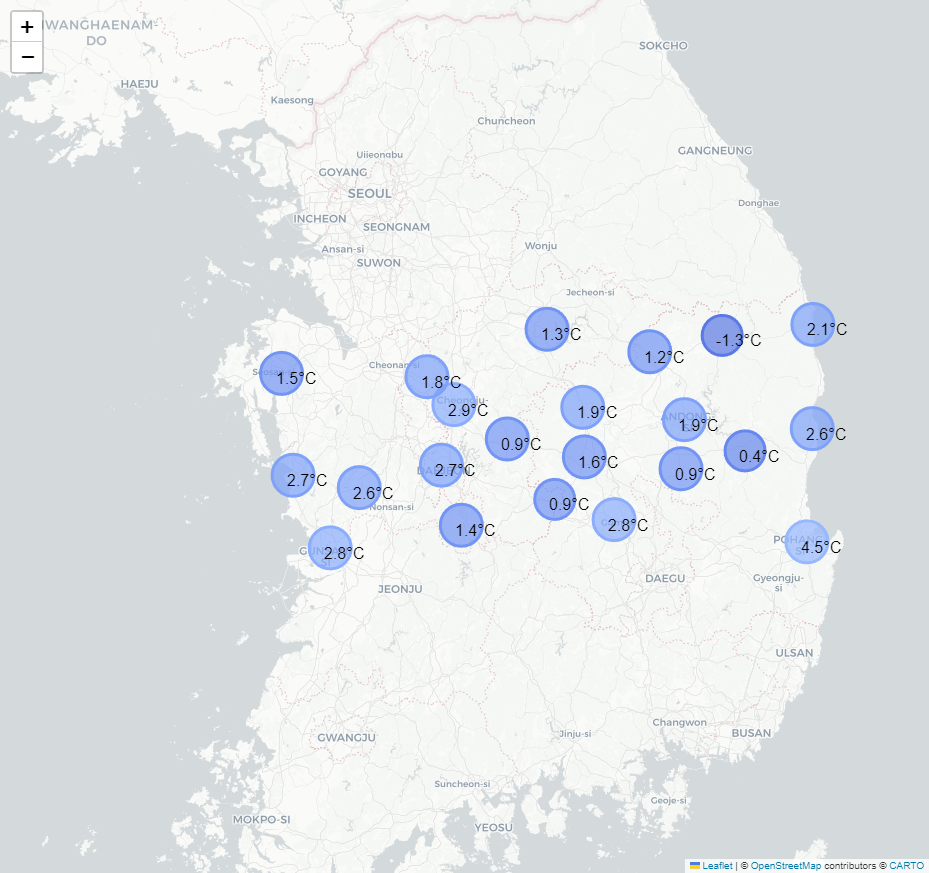 +
−
WANGHAENAM-
DO
HAEJU
Kaesong
SOKCHO
Chuncheon
Uijeongbu
GOYANG
SEOUL
GANGNEUNG
Donghae
INCHEON
SEONGNAM
Ansan-si
SUWON
Wonju
Jecheon-si
2.1°C
1.3°C
-1.3°C
1.2°C
Cheonan-si
1.5°C
1.8°C
Cheongju-
2.9°C
1.9°C
ANDONG
1.9°C
2.6°C
0.9°C
0.4°C
1.6°C
2.7°C
0.9°C
2.7°C
2.6°C
Nonsan-si
0.9°C
2.8°C
1.4°C
POHANG-
4.5°C
2.8°C
JEONJU
DAEGU
Gyeongju-
si
ULSAN
Changwon
BUSAN
GWANGJU
Jinju-si
Suncheon-si
Geoje-si
MOKPO-SI
YEOSU
Leaflet | © OpenStreetMap contributors © CARTO